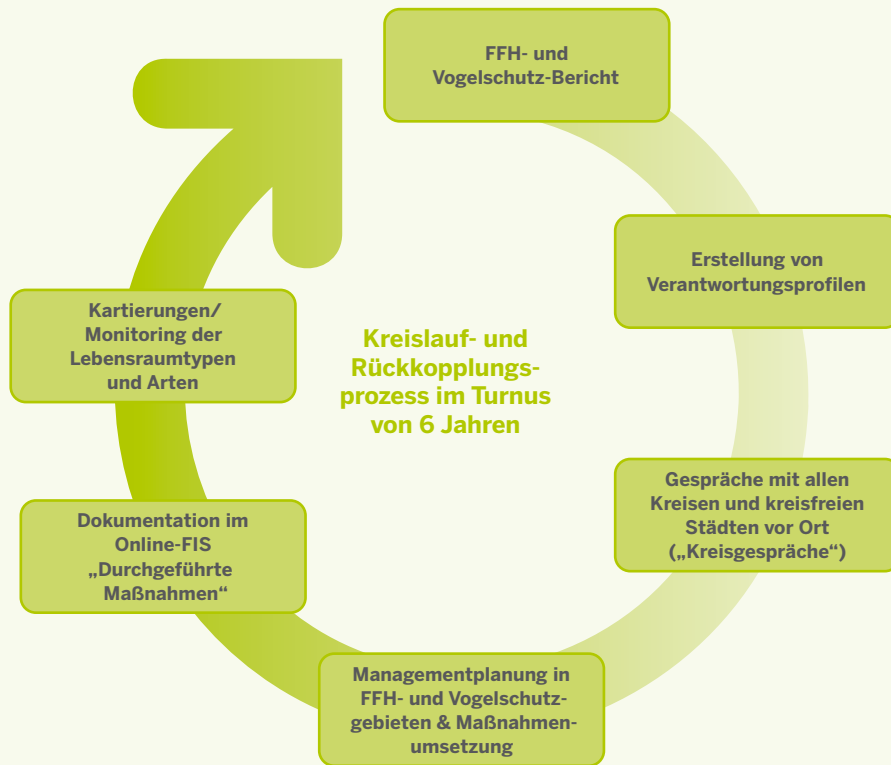 FFH- und
Vogelschutz-Bericht
Erstellung von
Verantwortungsprofilen
Gespräche mit allen
Kreisen und kreisfreien
Städten vor Ort
(„Kreisgespräche“)
Managementplanung in
FFH- und Vogelschutz-
gebieten & Maßnahmen-
umsetzung
Dokumentation im
Online-FIS
„Durchgeführte
Maßnahmen“
Kartierungen/
Monitoring der
Lebensraumtypen
und Arten
Kreislauf- und
Rückkopplungs-
prozess im Turnus
von 6 Jahren